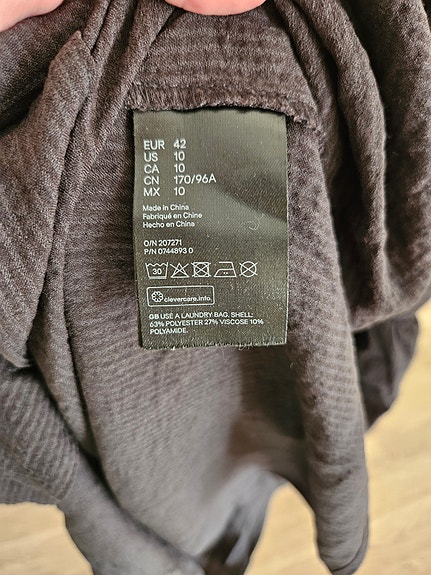 EUR 42
US 10
CA 10
CN 170/96A
MX 10
Made in China
Fabriqué en Chine
Hecho en China
O/N 207271
P/N 0744893 0
30
clevercare.info
GB USE A LAUNDRY BAG. SHELL:
63% POLYESTER 27% VISCOSE 10%
POLYAMIDE.